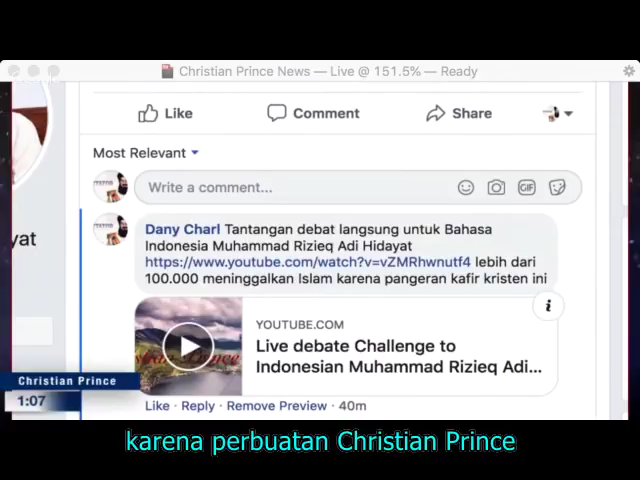 Christian Prince News — Live @ 151.5% — Ready
Like Comment Share
Most Relevant
Write a comment...
GIF
yat
Dany Charl Tantangan debat langsung untuk Bahasa
Indonesia Muhammad Rizieq Adi Hidayat
https://www.youtube.com/watch?v=vZMRhwnutf4 lebih dari
100.000 meninggalkan Islam karena pangeran kafir kristen ini
i
YOUTUBE.COM
Live debate Challenge to
Indonesian Muhammad Rizieq Adi...
Christian Prince
1:07
Like · Reply · Remove Preview · 40m
karena perbuatan Christian Prince